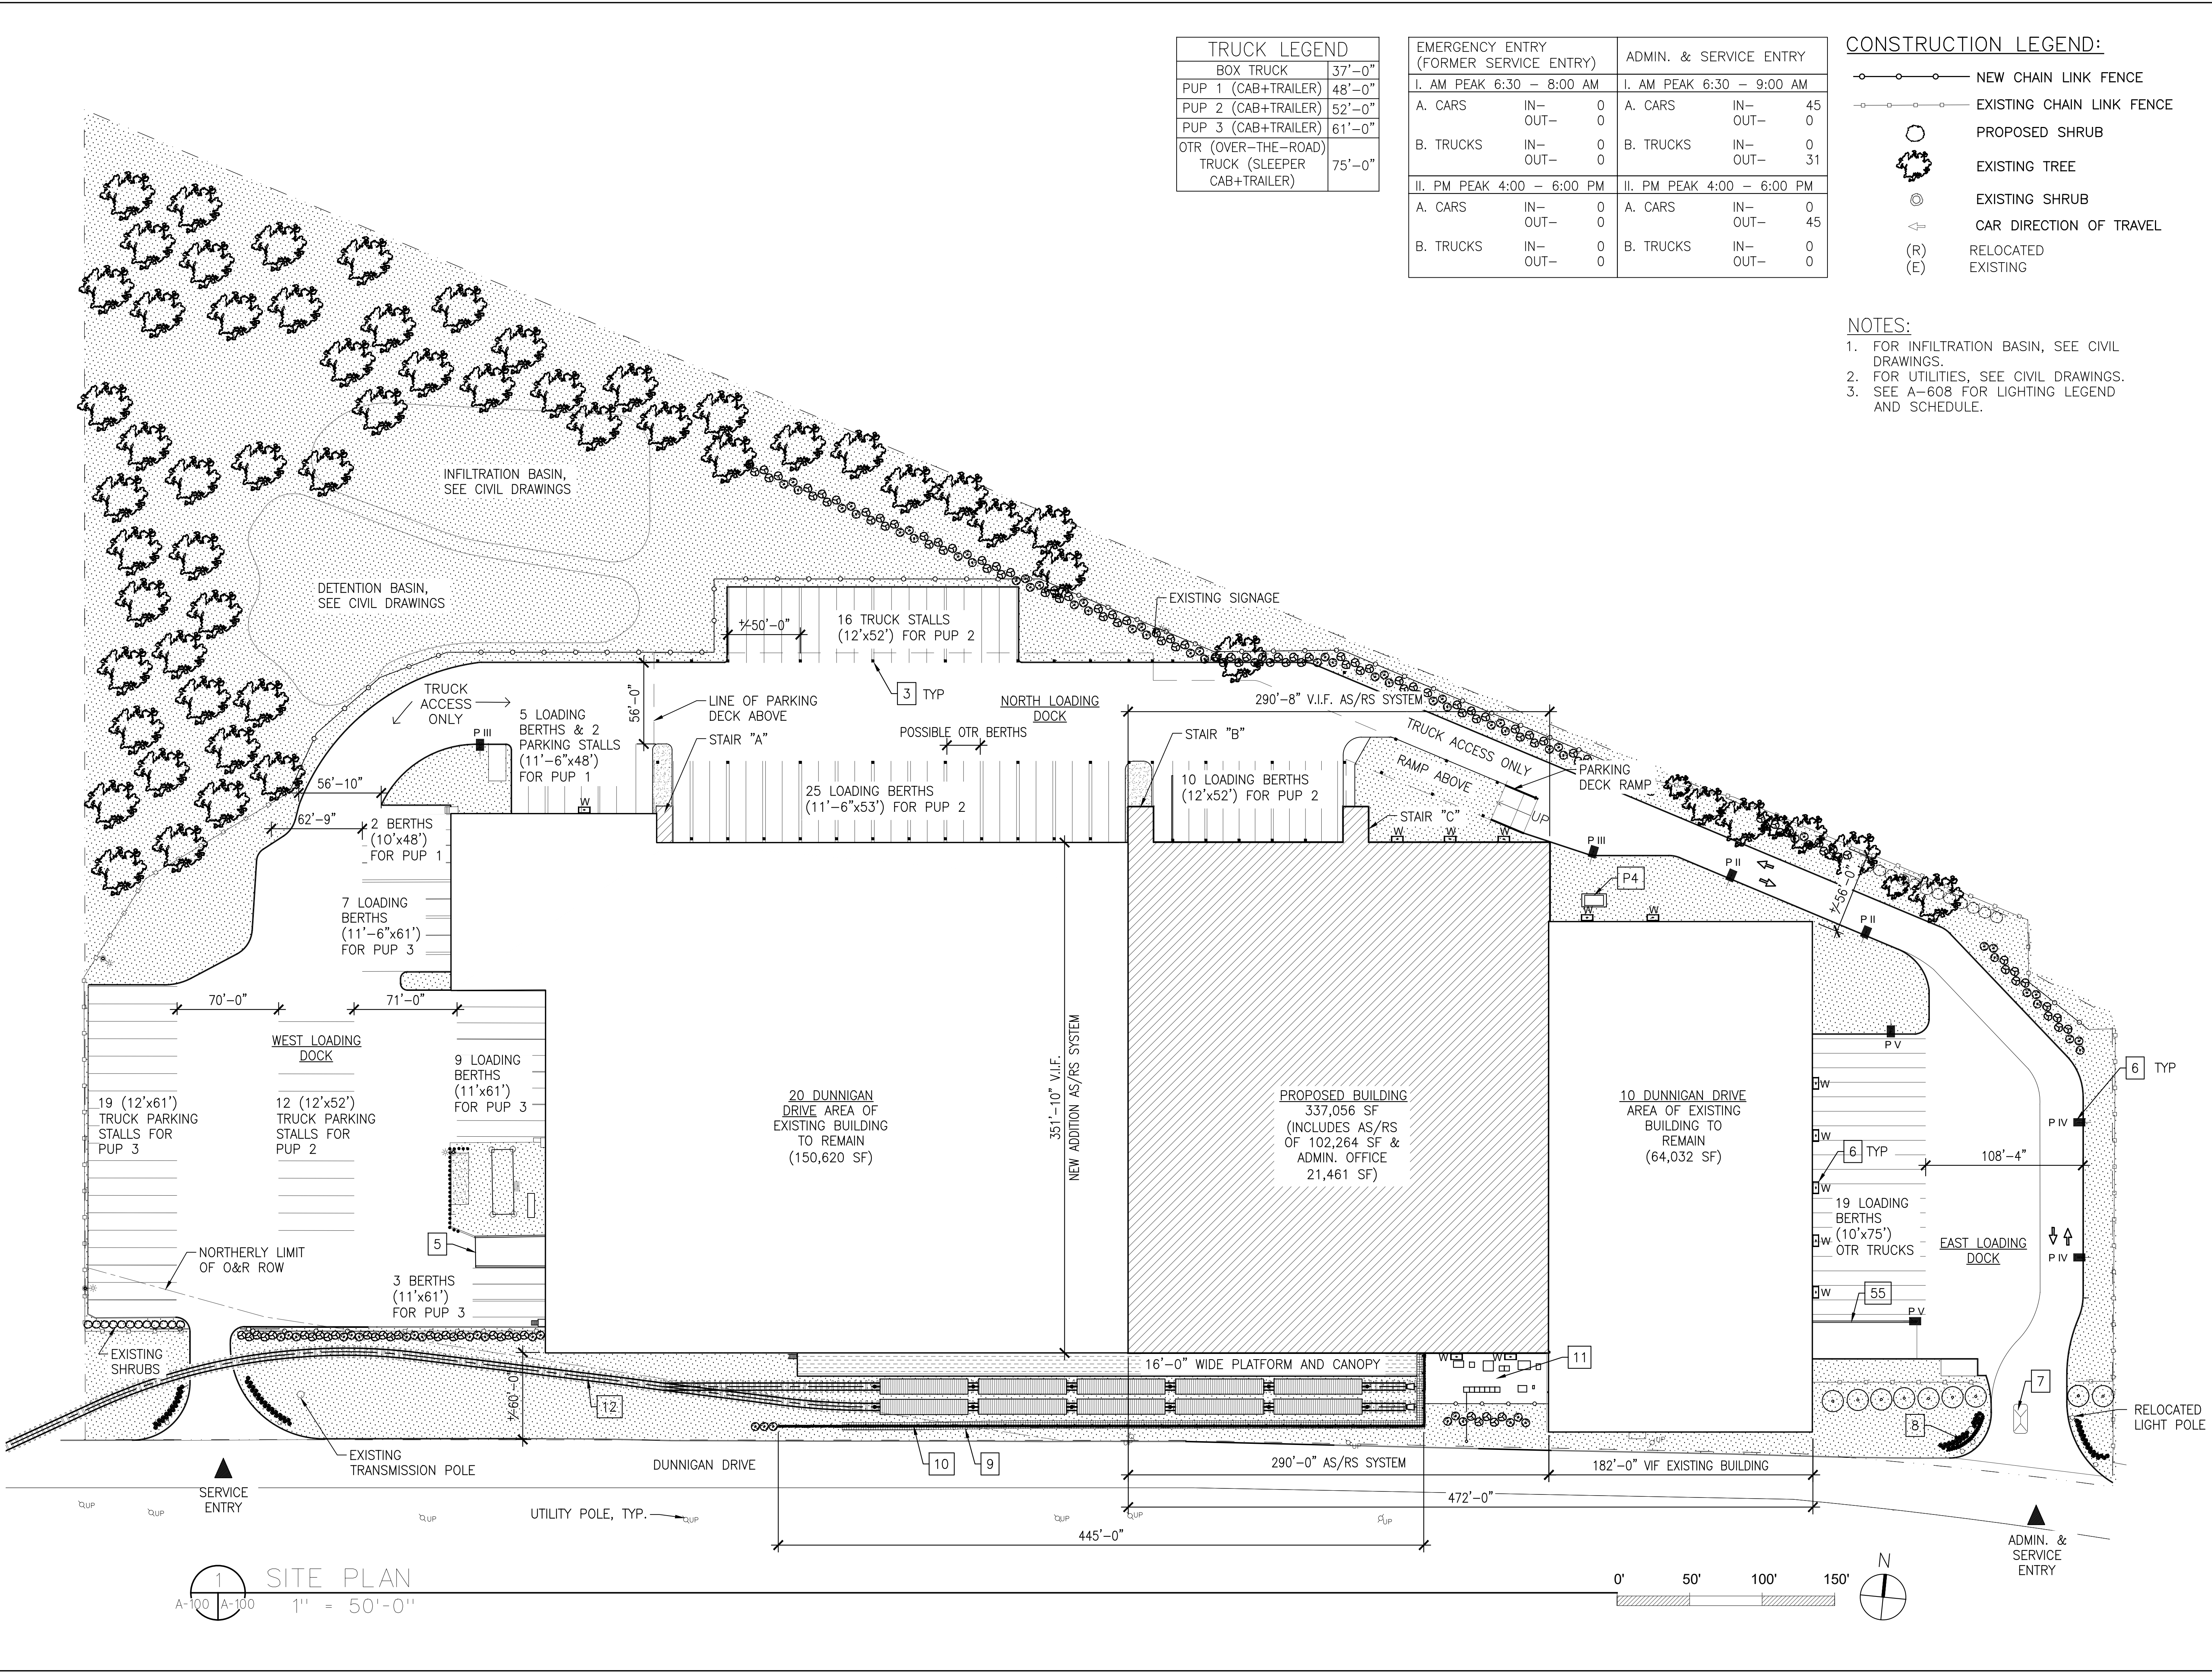 TRUCK LEGEND
BOX TRUCK 37'-0"
PUP 1 (CAB+TRAILER) 48'-0"
PUP 2 (CAB+TRAILER) 52'-0"
PUP 3 (CAB+TRAILER) 61'-0"
OTR (OVER-THE-ROAD)
TRUCK (SLEEPER 75'-0"
CAB+TRAILER)
EMERGENCY ENTRY
(FORMER SERVICE ENTRY)
I. AM PEAK 6:30 – 8:00 AM
A. CARS IN– 0
OUT– 0
B. TRUCKS IN– 0
OUT– 0
II. PM PEAK 4:00 – 6:00 PM
A. CARS IN– 0
OUT– 0
B. TRUCKS IN– 0
OUT– 0
ADMIN. & SERVICE ENTRY
I. AM PEAK 6:30 – 9:00 AM
A. CARS IN– 45
OUT– 0
B. TRUCKS IN– 0
OUT– 31
II. PM PEAK 4:00 – 6:00 PM
A. CARS IN– 0
OUT– 45
B. TRUCKS IN– 0
OUT– 0
CONSTRUCTION LEGEND:
NEW CHAIN LINK FENCE
EXISTING CHAIN LINK FENCE
PROPOSED SHRUB
EXISTING TREE
EXISTING SHRUB
CAR DIRECTION OF TRAVEL
(R) RELOCATED
(E) EXISTING
NOTES:
1. FOR INFILTRATION BASIN, SEE CIVIL
DRAWINGS.
2. FOR UTILITIES, SEE CIVIL DRAWINGS.
3. SEE A-608 FOR LIGHTING LEGEND
AND SCHEDULE.
INFILTRATION BASIN,
SEE CIVIL DRAWINGS
DETENTION BASIN,
SEE CIVIL DRAWINGS
EXISTING SIGNAGE
+/-50'-0"
16 TRUCK STALLS
(12'x52') FOR PUP 2
3 TYP
TRUCK
ACCESS
ONLY
P III
5 LOADING
BERTHS & 2
PARKING STALLS
(11'-6"x48')
FOR PUP 1
W
56'-0"
LINE OF PARKING
DECK ABOVE
STAIR "A"
NORTH LOADING
DOCK
POSSIBLE OTR BERTHS
25 LOADING BERTHS
(11'-6"x53') FOR PUP 2
290'-8" V.I.F. AS/RS SYSTEM
STAIR "B"
10 LOADING BERTHS
(12'x52') FOR PUP 2
TRUCK ACCESS ONLY
RAMP ABOVE
PARKING
DECK RAMP
UP
STAIR "C"
W
W
W
P III
P II
P4
W
W
+/-56'-0"
P II
56'-10"
62'-9"
2 BERTHS
(10'x48')
FOR PUP 1
7 LOADING
BERTHS
(11'-6"x61')
FOR PUP 3
70'-0"
71'-0"
WEST LOADING
DOCK
9 LOADING
BERTHS
(11'x61')
FOR PUP 3
19 (12'x61')
TRUCK PARKING
STALLS FOR
PUP 3
12 (12'x52')
TRUCK PARKING
STALLS FOR
PUP 2
5
NORTHERLY LIMIT
OF O&R ROW
3 BERTHS
(11'x61')
FOR PUP 3
20 DUNNIGAN
DRIVE AREA OF
EXISTING BUILDING
TO REMAIN
(150,620 SF)
351'-10" V.I.F.
NEW ADDITION AS/RS SYSTEM
PROPOSED BUILDING
337,056 SF
(INCLUDES AS/RS
OF 102,264 SF &
ADMIN. OFFICE
21,461 SF)
10 DUNNIGAN DRIVE
AREA OF EXISTING
BUILDING TO
REMAIN
(64,032 SF)
P V
6 TYP
P IV
W
W
6 TYP
W
108'-4"
19 LOADING
BERTHS
(10'x75')
OTR TRUCKS
W
EAST LOADING
DOCK
P IV
W
55
P V
EXISTING
SHRUBS
+/-60'-0"
12
EXISTING
TRANSMISSION POLE
16'-0" WIDE PLATFORM AND CANOPY
W
W
11
7
RELOCATED
LIGHT POLE
8
DUNNIGAN DRIVE
10
9
UP
UP
290'-0" AS/RS SYSTEM
182'-0" VIF EXISTING BUILDING
472'-0"
SERVICE
ENTRY
UP
UP
UP
UTILITY POLE, TYP.
UP
UP
UP
UP
445'-0"
ADMIN. &
SERVICE
ENTRY
1
A-100 A-100
SITE PLAN
1" = 50'-0"
0' 50' 100' 150'
N